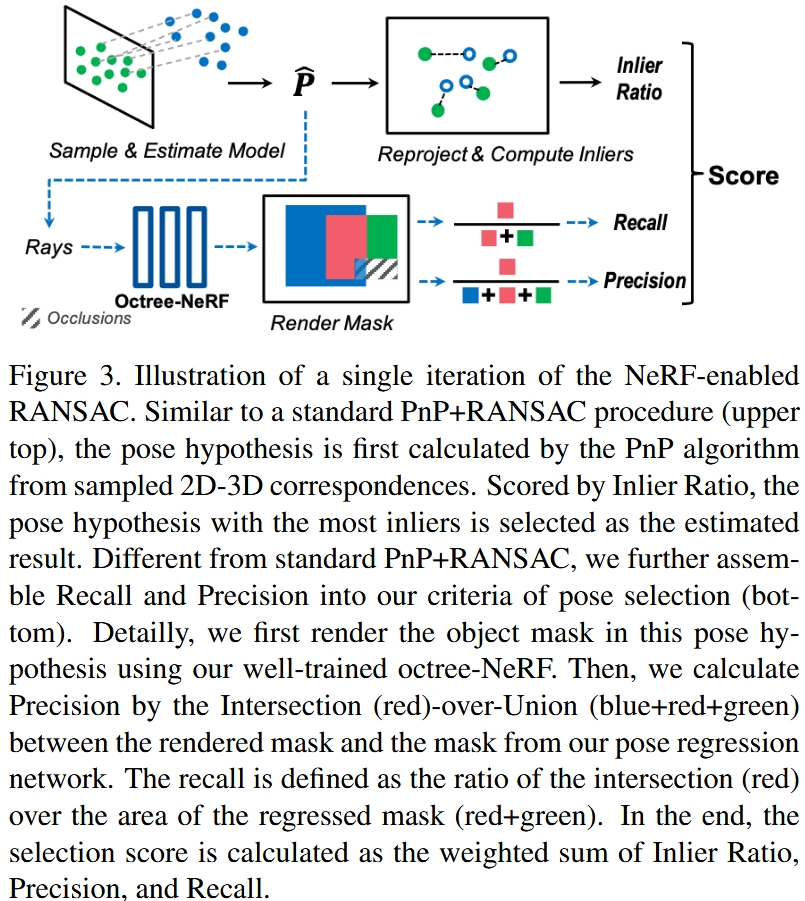 Sample & Estimate Model
P̂
Reproject & Compute Inliers
Inlier
Ratio
Score
Rays
Octree-NeRF
Occlusions
Render Mask
+
Recall
+ +
Precision
Figure 3. Illustration of a single iteration of the NeRF-enabled
RANSAC. Similar to a standard PnP+RANSAC procedure (upper
top), the pose hypothesis is first calculated by the PnP algorithm
from sampled 2D-3D correspondences. Scored by Inlier Ratio, the
pose hypothesis with the most inliers is selected as the estimated
result. Different from standard PnP+RANSAC, we further assem-
ble Recall and Precision into our criteria of pose selection (bot-
tom). Detailly, we first render the object mask in this pose hy-
pothesis using our well-trained octree-NeRF. Then, we calculate
Precision by the Intersection (red)-over-Union (blue+red+green)
between the rendered mask and the mask from our pose regression
network. The recall is defined as the ratio of the intersection (red)
over the area of the regressed mask (red+green). In the end, the
selection score is calculated as the weighted sum of Inlier Ratio,
Precision, and Recall.